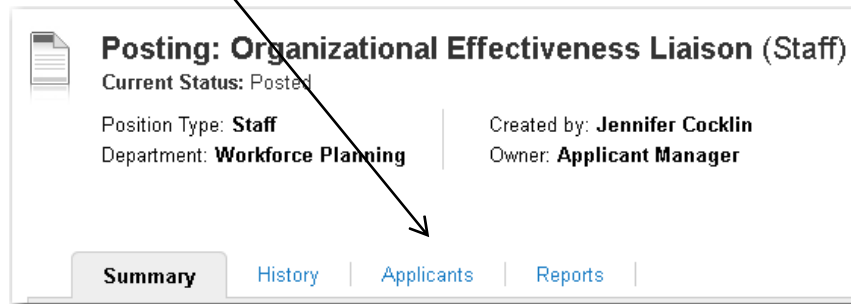 Posting: Organizational Effectiveness Liaison (Staff)
Current Status: Posted
Position Type: Staff
Created by: Jennifer Cocklin
Department: Workforce Planning
Owner: Applicant Manager
Summary
History
Applicants
Reports